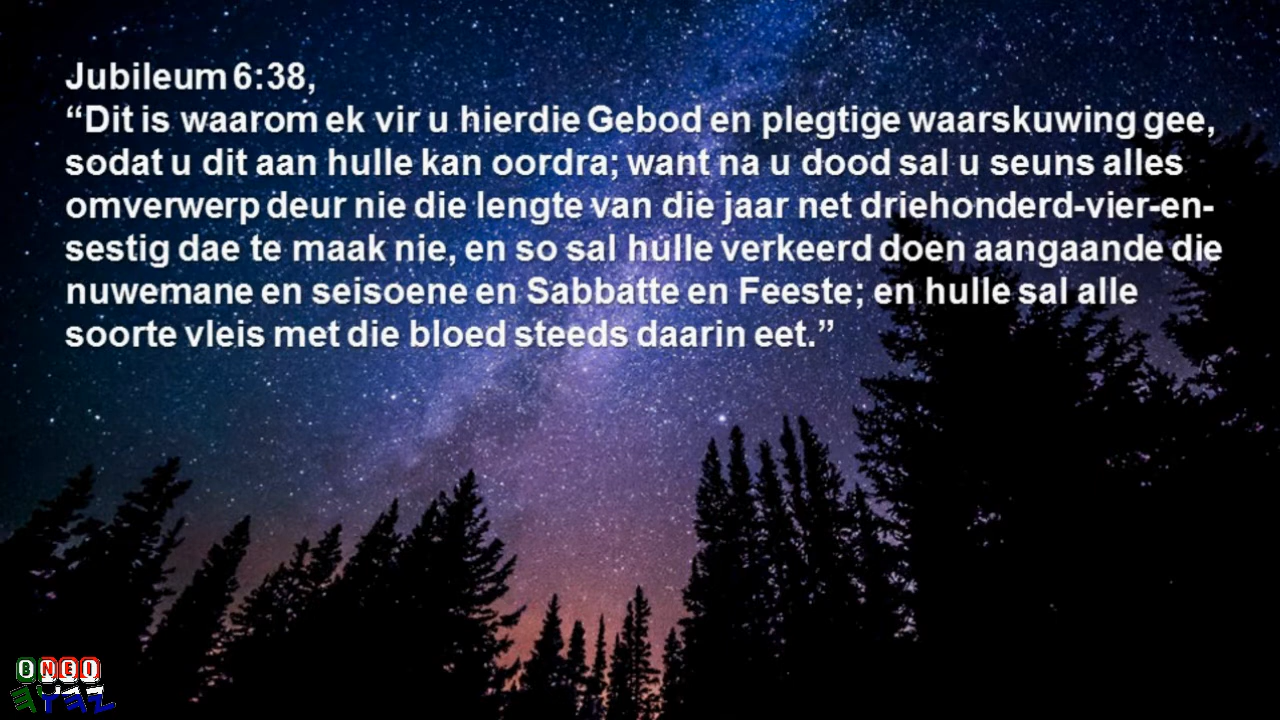 Jubileum 6:38,
“Dit is waarom ek vir u hierdie Gebod en plegtige waarskuwing gee,
sodat u dit aan hulle kan oordra; want na u dood sal u seuns alles
omverwerp deur nie die lengte van die jaar net driehonderd-vier-en-
sestig dae te maak nie, en so sal hulle verkeerd doen aangaande die
nuwemane en seisoene en Sabbatte en Feeste; en hulle sal alle
soorte vleis met die bloed steeds daarin eet.”
BNEI